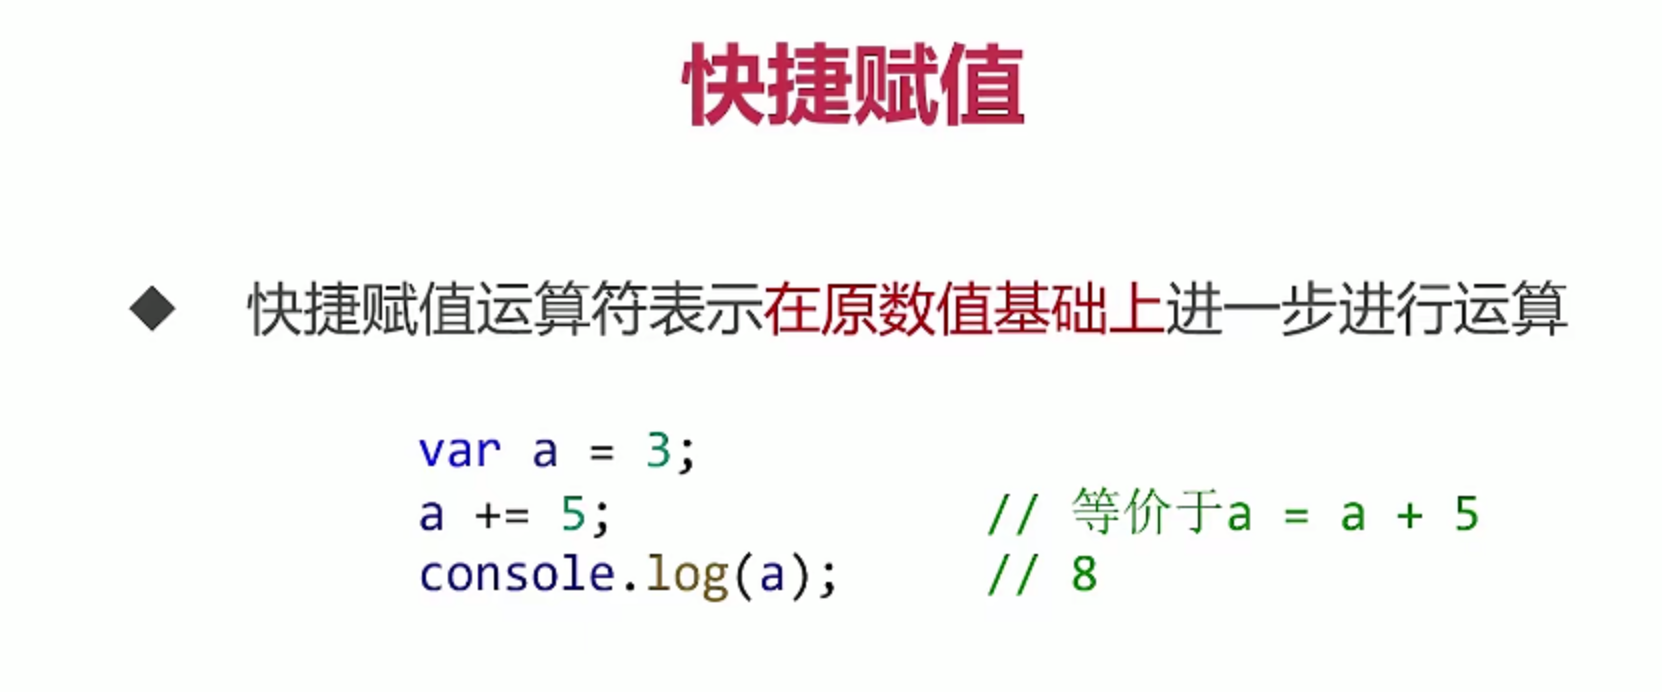 快捷赋值
◆ 快捷赋值运算符表示在原数值基础上进一步进行运算
var a = 3;
a += 5; // 等价于a = a + 5
console.log(a); // 8